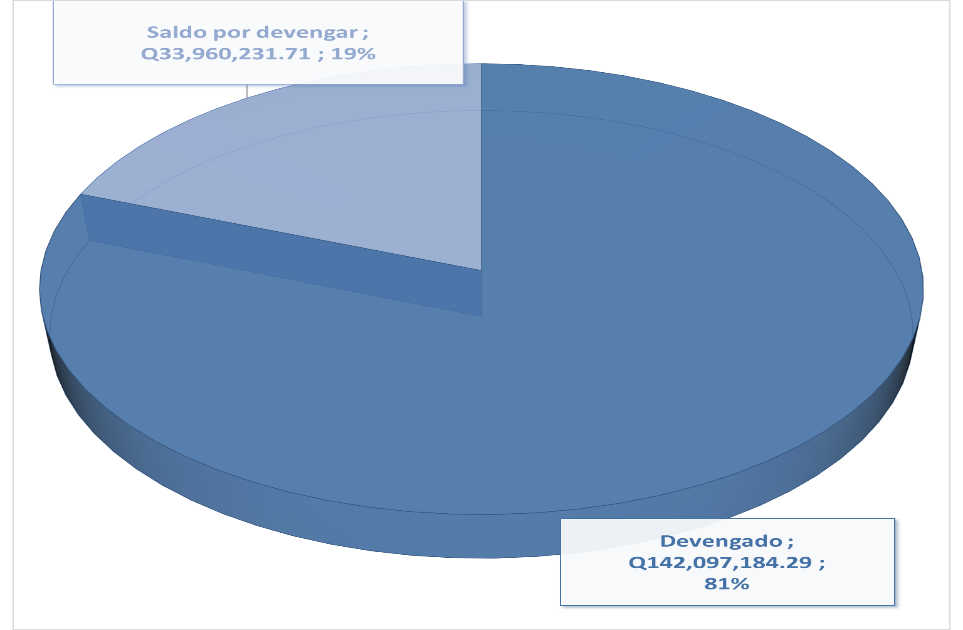 Saldo por devengar ;
Q33,960,231.71 ; 19%
Devengado ;
Q142,097,184.29 ;
81%